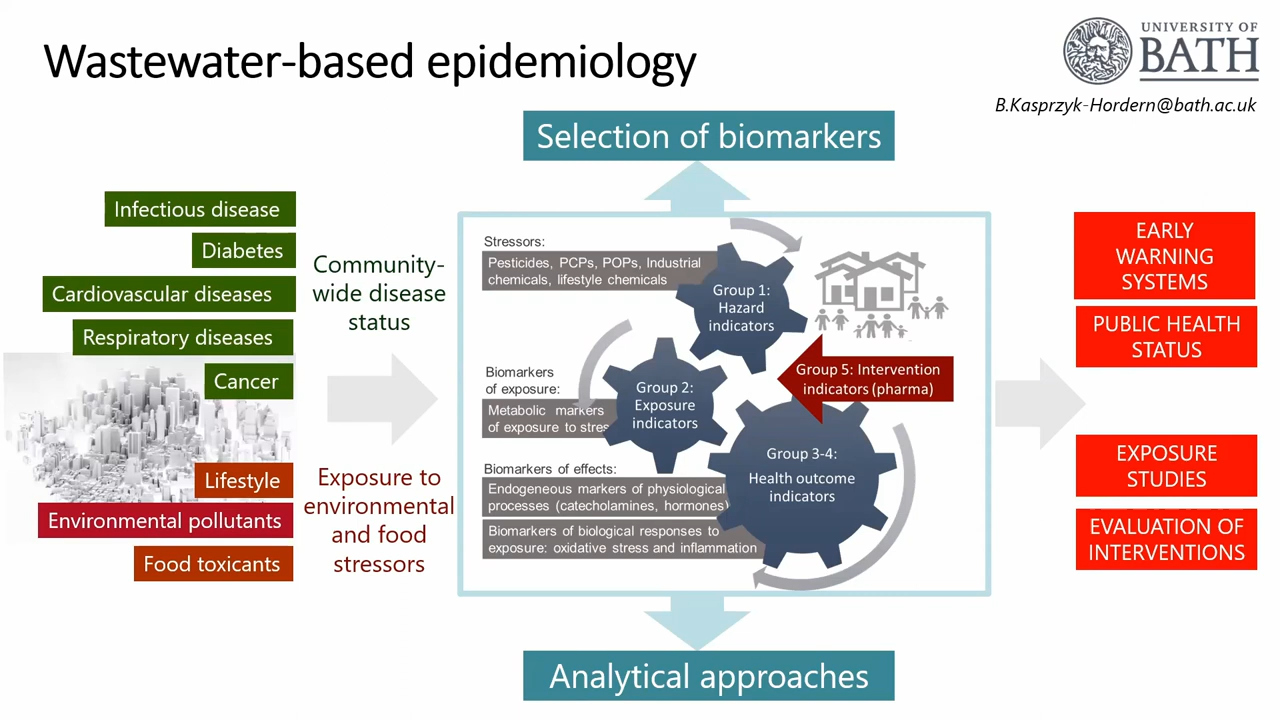 Wastewater-based epidemiology
UNIVERSITY OF
BATH
B.Kasprzyk-Hordern@bath.ac.uk
Selection of biomarkers
Infectious disease
Diabetes
Cardiovascular diseases
Respiratory diseases
Cancer
Lifestyle
Environmental pollutants
Food toxicants
Community-
wide disease
status
Exposure to
environmental
and food
stressors
Stressors:
Pesticides, PCPs, POPs, Industrial
chemicals, lifestyle chemicals
Group 1:
Hazard
indicators
Biomarkers
of exposure:
Metabolic markers
of exposure to stres
Group 2:
Exposure
indicators
Group 5: Intervention
indicators (pharma)
Biomarkers of effects:
Endogeneous markers of physiological
processes (catecholamines, hormones)
Biomarkers of biological responses to
exposure: oxidative stress and inflammation
Group 3-4:
Health outcome
indicators
EARLY
WARNING
SYSTEMS
PUBLIC HEALTH
STATUS
EXPOSURE
STUDIES
EVALUATION OF
INTERVENTIONS
Analytical approaches